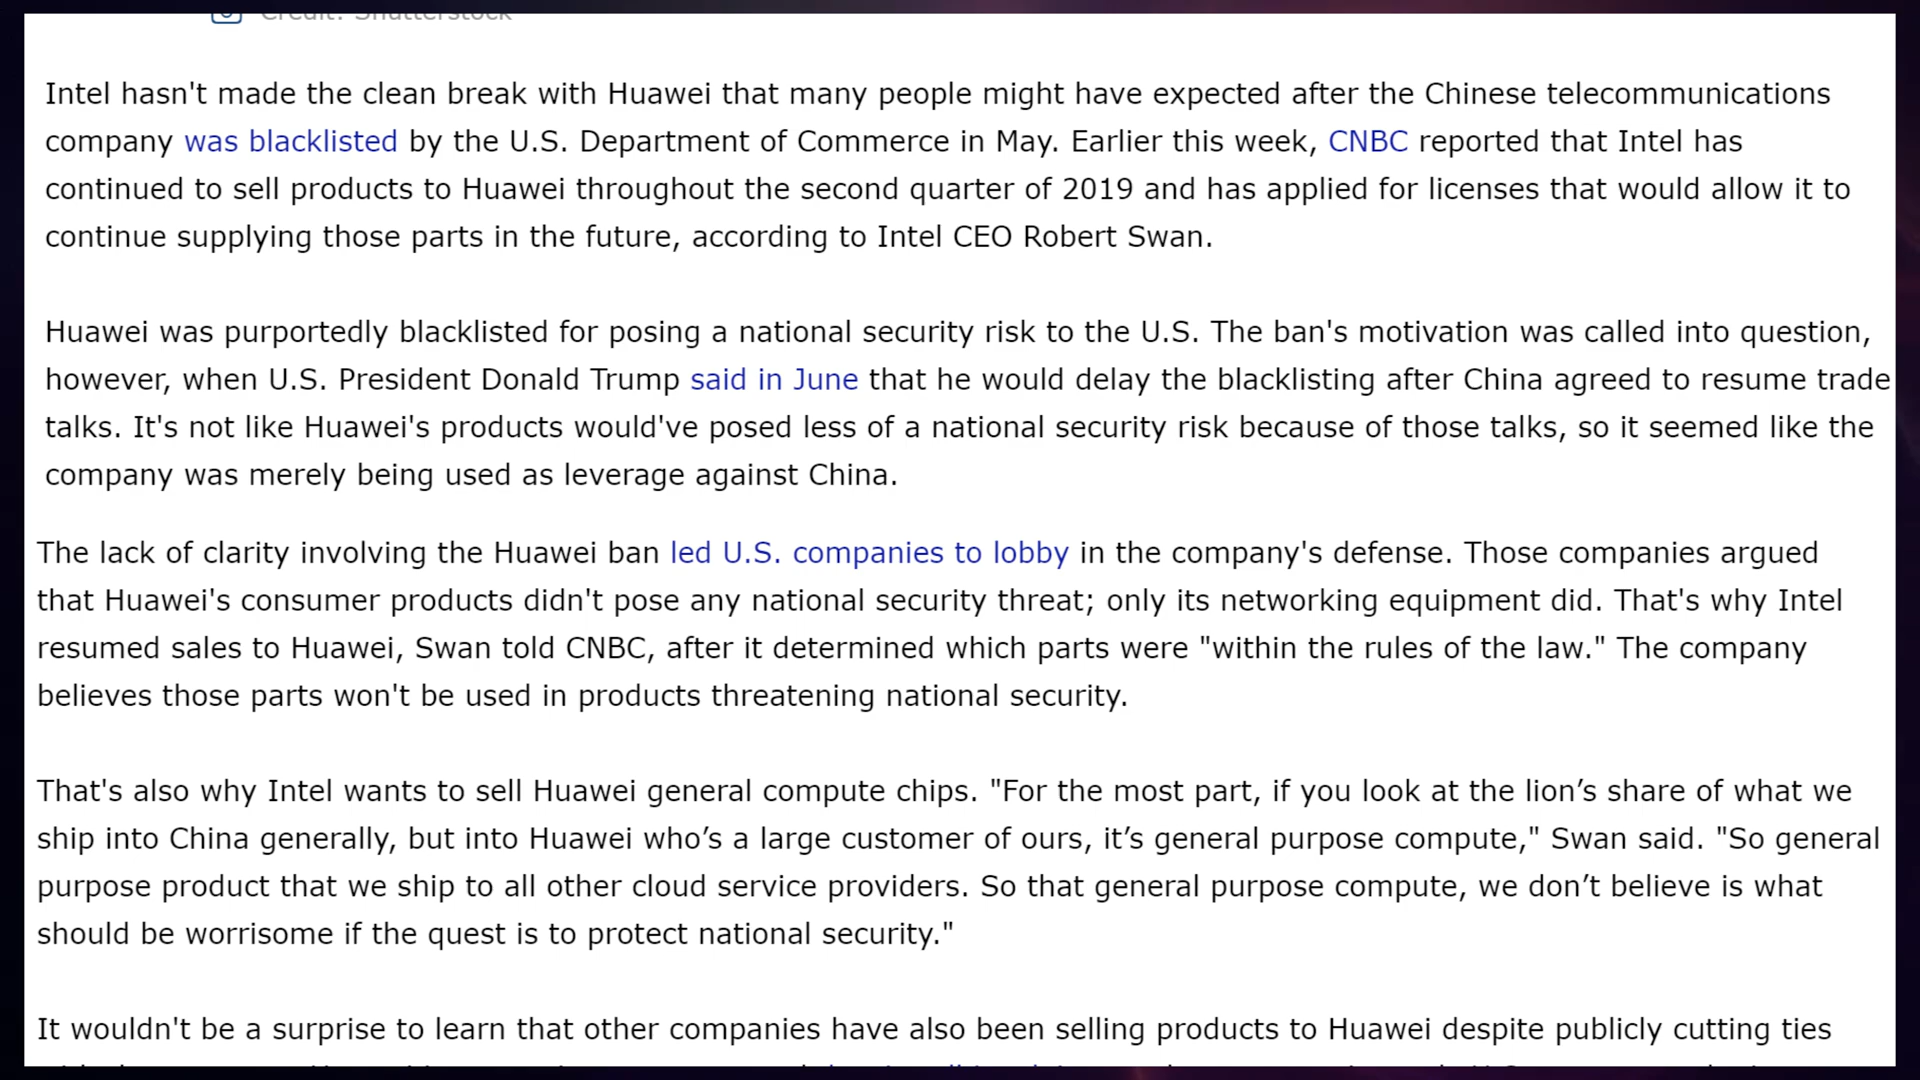 Credit: Shutterstock
Intel hasn't made the clean break with Huawei that many people might have expected after the Chinese telecommunications
company was blacklisted by the U.S. Department of Commerce in May. Earlier this week, CNBC reported that Intel has
continued to sell products to Huawei throughout the second quarter of 2019 and has applied for licenses that would allow it to
continue supplying those parts in the future, according to Intel CEO Robert Swan.
Huawei was purportedly blacklisted for posing a national security risk to the U.S. The ban's motivation was called into question,
however, when U.S. President Donald Trump said in June that he would delay the blacklisting after China agreed to resume trade
talks. It's not like Huawei's products would've posed less of a national security risk because of those talks, so it seemed like the
company was merely being used as leverage against China.
The lack of clarity involving the Huawei ban led U.S. companies to lobby in the company's defense. Those companies argued
that Huawei's consumer products didn't pose any national security threat; only its networking equipment did. That's why Intel
resumed sales to Huawei, Swan told CNBC, after it determined which parts were "within the rules of the law." The company
believes those parts won't be used in products threatening national security.
That's also why Intel wants to sell Huawei general compute chips. "For the most part, if you look at the lion’s share of what we
ship into China generally, but into Huawei who’s a large customer of ours, it’s general purpose compute," Swan said. "So general
purpose product that we ship to all other cloud service providers. So that general purpose compute, we don’t believe is what
should be worrisome if the quest is to protect national security."
It wouldn't be a surprise to learn that other companies have also been selling products to Huawei despite publicly cutting ties